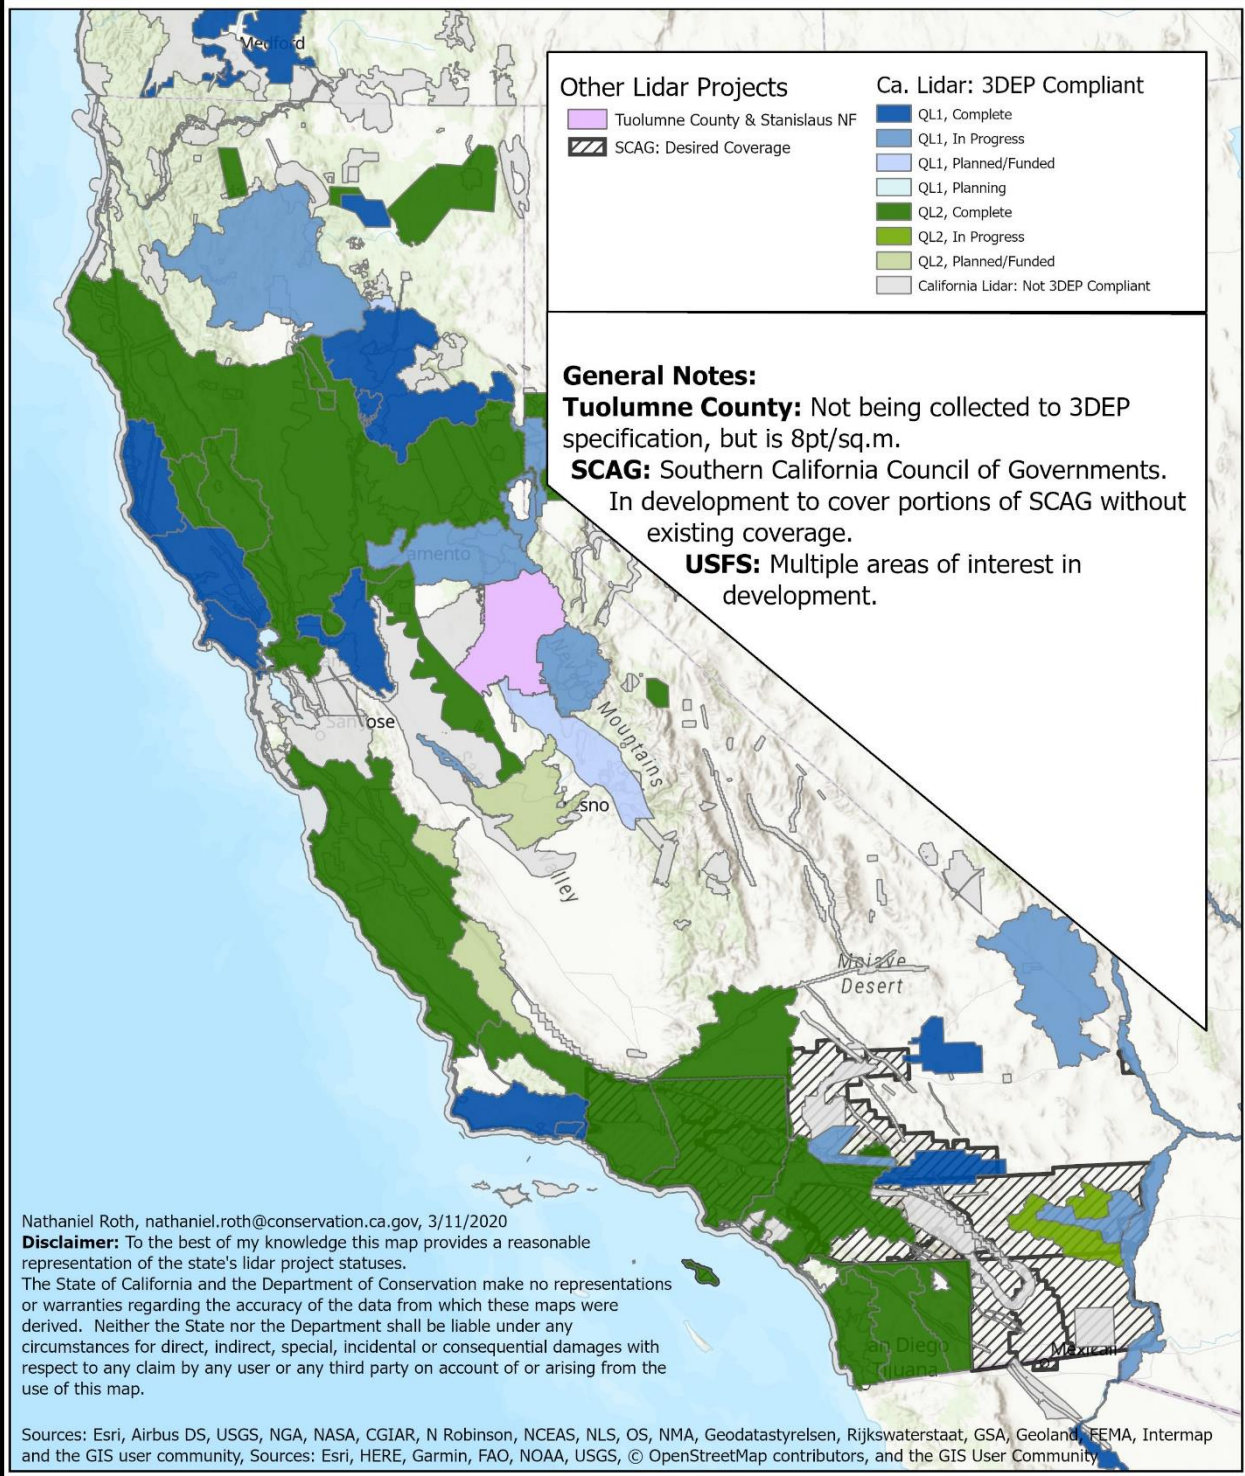 Medford
Other Lidar Projects
Tuolumne County & Stanislaus NF
SCAG: Desired Coverage
Ca. Lidar: 3DEP Compliant
QL1, Complete
QL1, In Progress
QL1, Planned/Funded
QL1, Planning
QL2, Complete
QL2, In Progress
QL2, Planned/Funded
California Lidar: Not 3DEP Compliant
General Notes:
Tuolumne County: Not being collected to 3DEP
specification, but is 8pt/sq.m.
SCAG: Southern California Council of Governments.
In development to cover portions of SCAG without
existing coverage.
USFS: Multiple areas of interest in
development.
amento
Mountains
San Jose
esno
Valley
Mojave
Desert
an Diego
Tijuana
Mexicali
Nathaniel Roth, nathaniel.roth@conservation.ca.gov, 3/11/2020
Disclaimer: To the best of my knowledge this map provides a reasonable
representation of the state's lidar project statuses.
The State of California and the Department of Conservation make no representations
or warranties regarding the accuracy of the data from which these maps were
derived. Neither the State nor the Department shall be liable under any
circumstances for direct, indirect, special, incidental or consequential damages with
respect to any claim by any user or any third party on account of or arising from the
use of this map.
Sources: Esri, Airbus DS, USGS, NGA, NASA, CGIAR, N Robinson, NCEAS, NLS, OS, NMA, Geodatastyrelsen, Rijkswaterstaat, GSA, Geoland, FEMA, Intermap
and the GIS user community, Sources: Esri, HERE, Garmin, FAO, NOAA, USGS, © OpenStreetMap contributors, and the GIS User Community